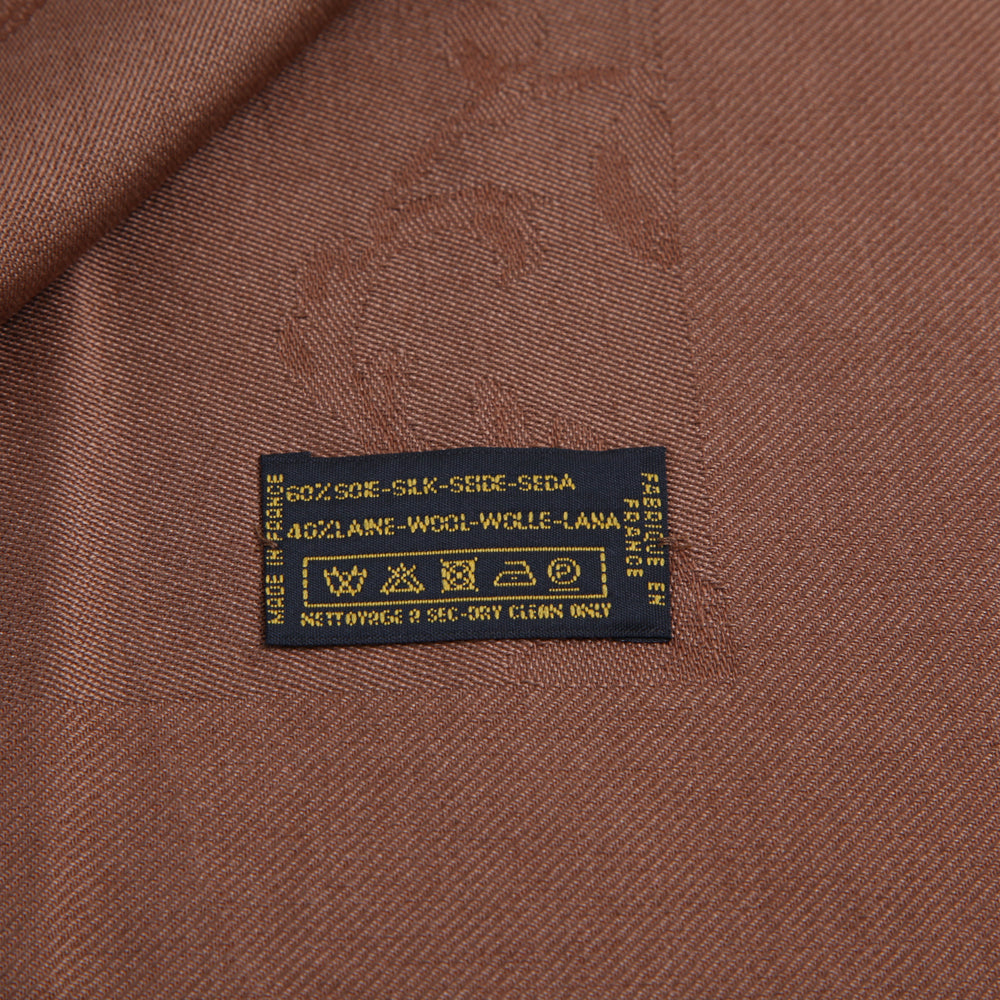 MADE IN FRANCE
60% SOIE-SILK-SEIDE-SEDA
40% LAINE-WOOL-WOLLE-LANA
P
NETTOYAGE A SEC-DRY CLEAN ONLY
FABRIQUE EN
FRANCE